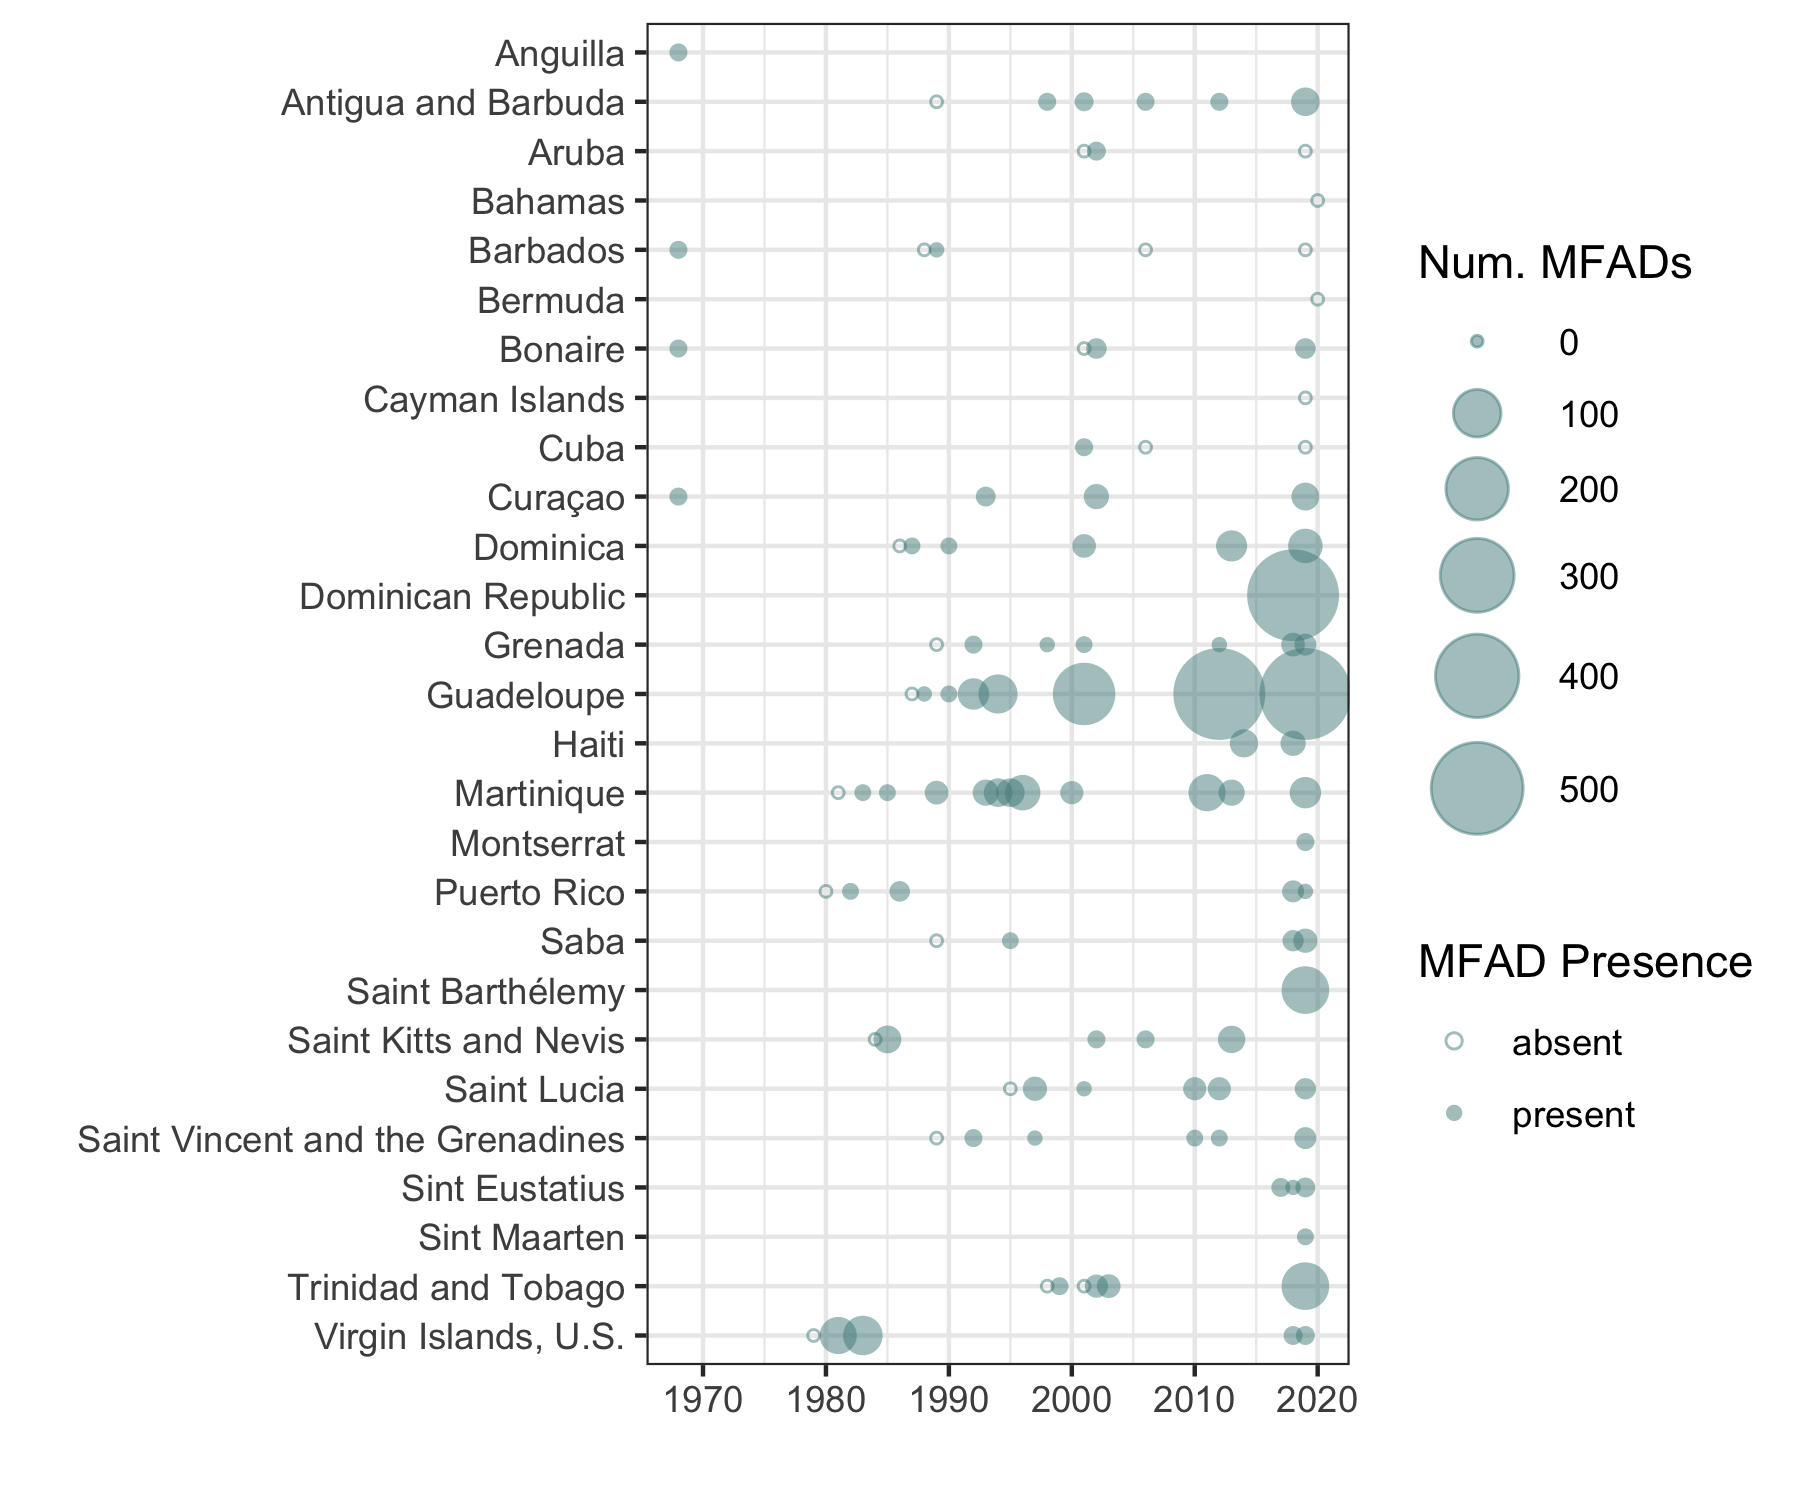 Anguilla
Antigua and Barbuda
Aruba
Bahamas
Barbados
Bermuda
Bonaire
Cayman Islands
Cuba
Curaçao
Dominica
Dominican Republic
Grenada
Guadeloupe
Haiti
Martinique
Montserrat
Puerto Rico
Saba
Saint Barthélemy
Saint Kitts and Nevis
Saint Lucia
Saint Vincent and the Grenadines
Sint Eustatius
Sint Maarten
Trinidad and Tobago
Virgin Islands, U.S.
1970 1980 1990 2000 2010 2020
Num. MFADs
0
100
200
300
400
500
MFAD Presence
absent
present